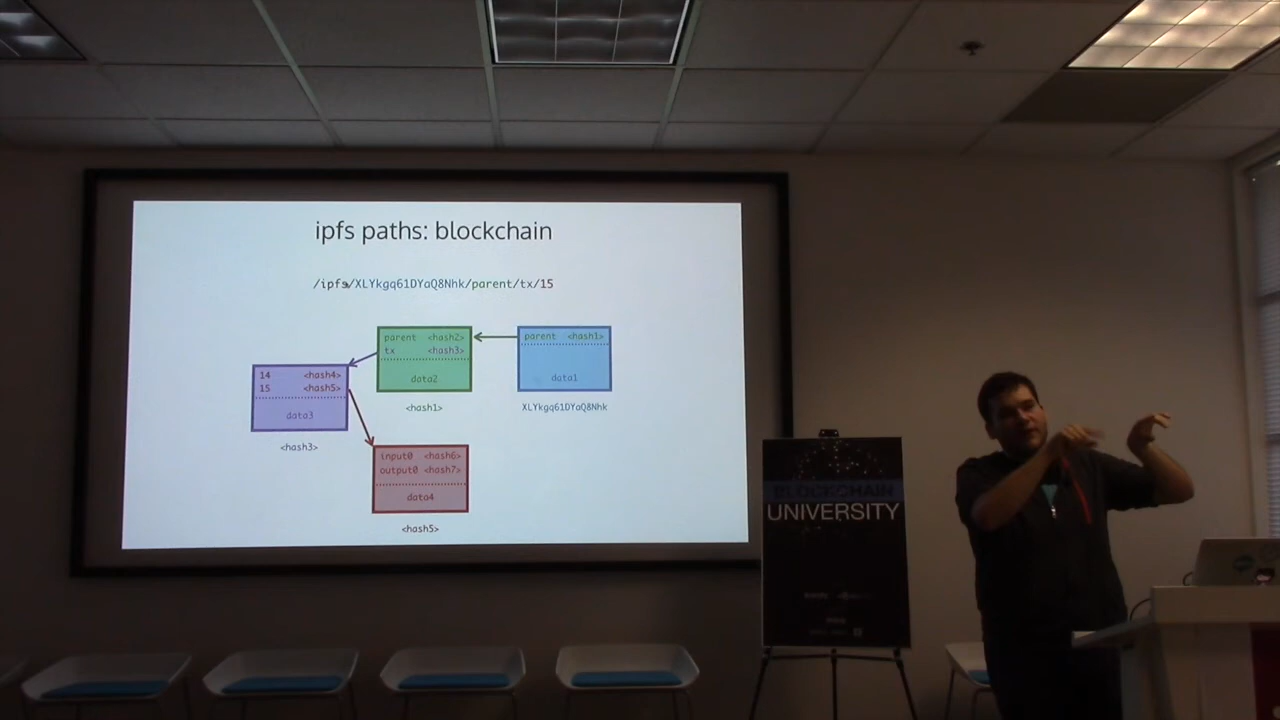 ipfs paths: blockchain
/ipfs/XLYkgq61DYaQ8Nhk/parent/tx/15
parent <hash2>
tx <hash3>
data2
<hash1>
parent <hash1>
data1
XLYkgq61DYaQ8Nhk
14 <hash4>
15 <hash5>
data3
<hash3>
input0 <hash6>
output0 <hash7>
data4
<hash5>
BLOCKCHAIN
UNIVERSITY